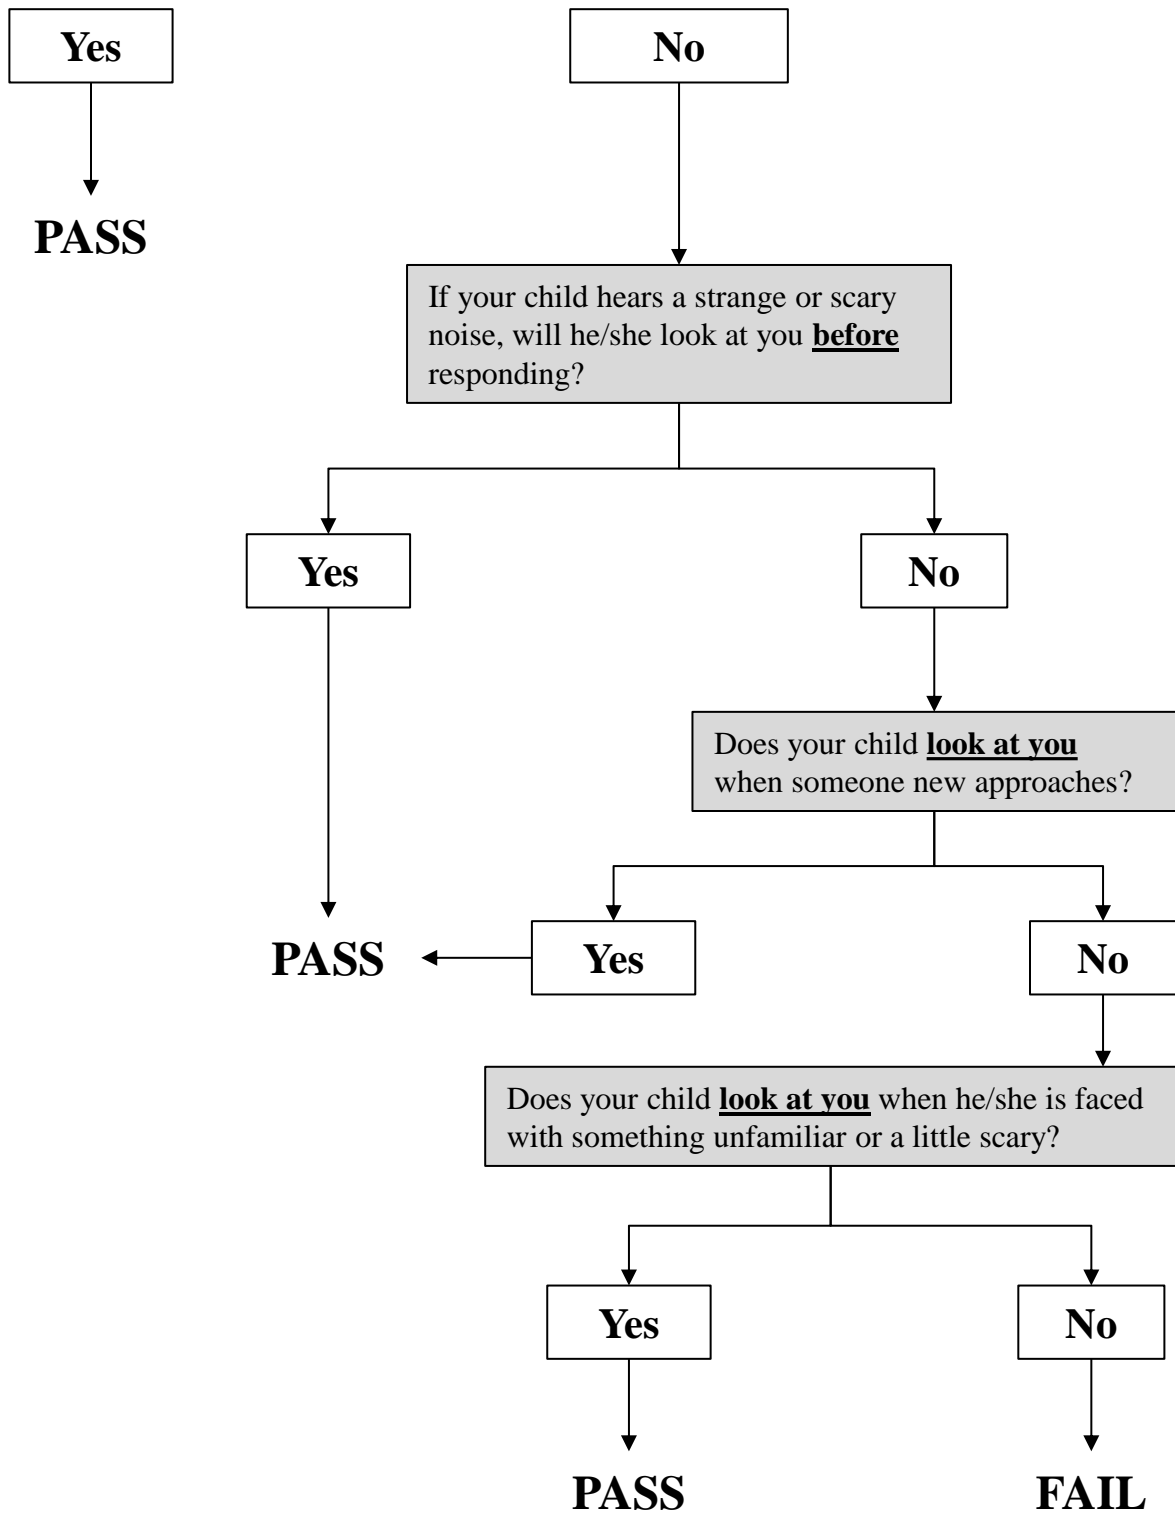 Yes
No
PASS
If your child hears a strange or scary
noise, will he/she look at you before
responding?
Yes
No
Does your child look at you
when someone new approaches?
PASS
Yes
No
Does your child look at you when he/she is faced
with something unfamiliar or a little scary?
Yes
No
PASS
FAIL